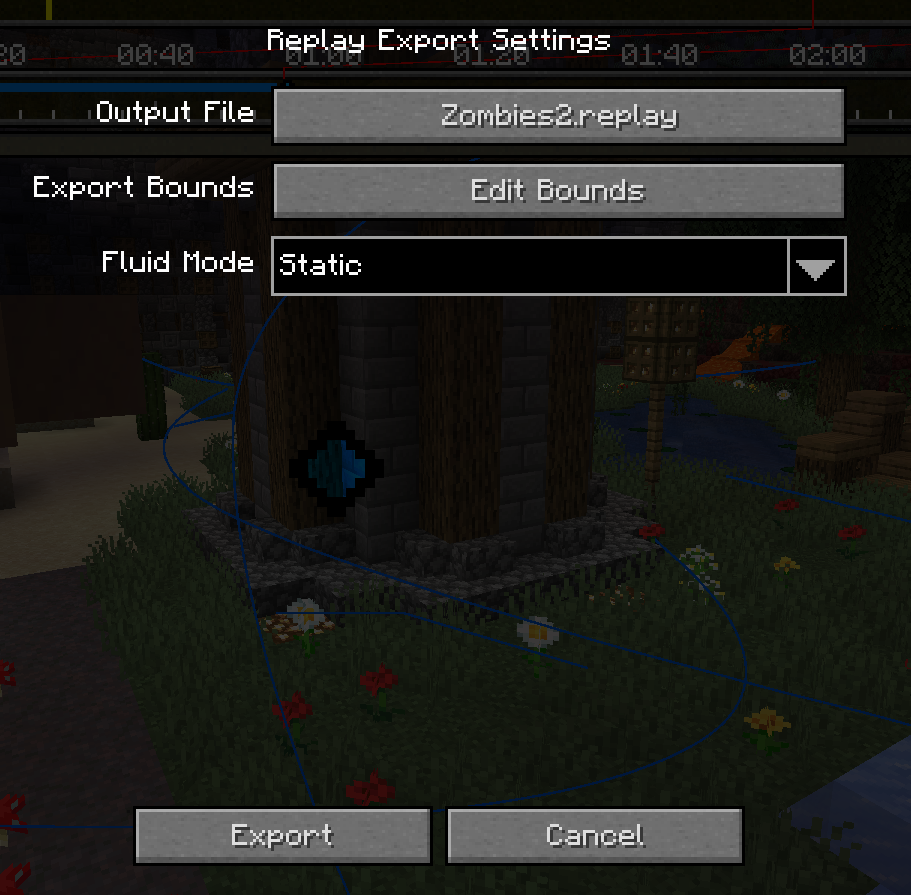 Replay Export Settings
:20 00:40 01:00 01:20 01:40 02:00
Output File Zombies2.replay
Export Bounds Edit Bounds
Fluid Mode Static
Export Cancel